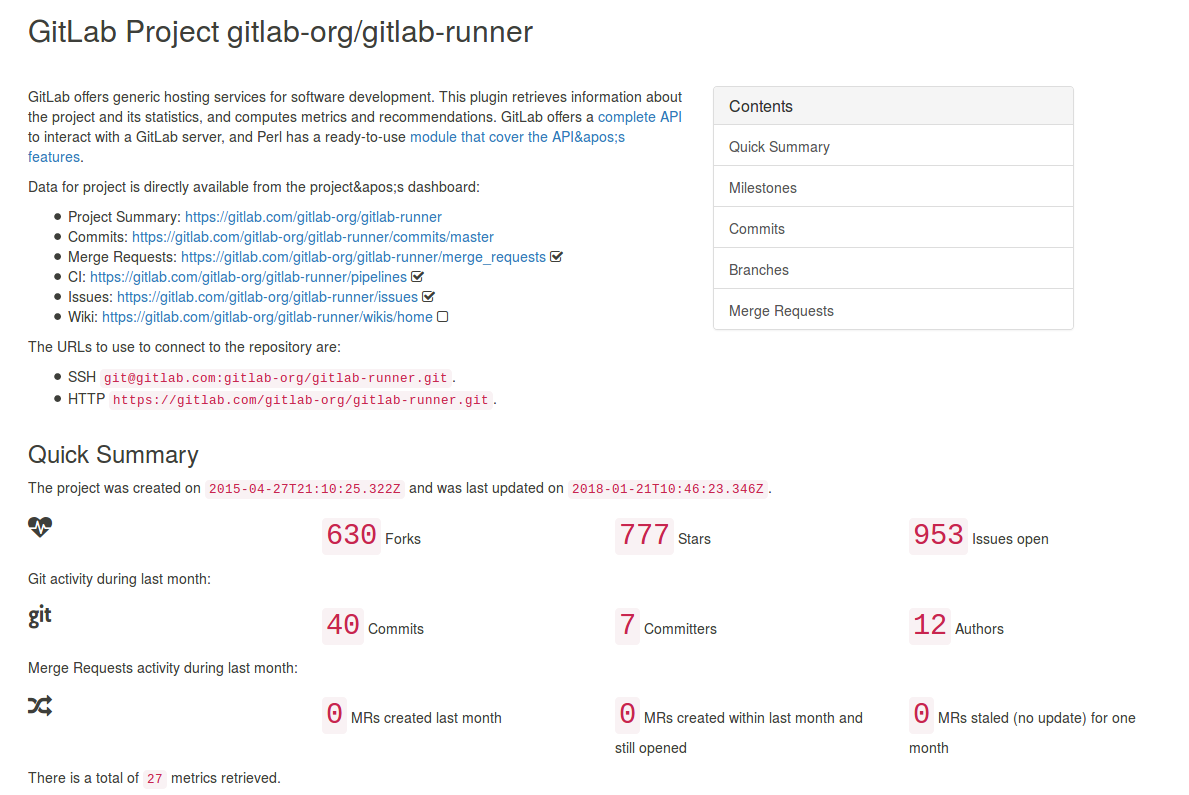 GitLab Project gitlab-org/gitlab-runner
GitLab offers generic hosting services for software development. This plugin retrieves information about
the project and its statistics, and computes metrics and recommendations. GitLab offers a complete API
to interact with a GitLab server, and Perl has a ready-to-use module that cover the API&apos;s
features.
Data for project is directly available from the project&apos;s dashboard:
Project Summary: https://gitlab.com/gitlab-org/gitlab-runner
Commits: https://gitlab.com/gitlab-org/gitlab-runner/commits/master
Merge Requests: https://gitlab.com/gitlab-org/gitlab-runner/merge_requests
CI: https://gitlab.com/gitlab-org/gitlab-runner/pipelines
Issues: https://gitlab.com/gitlab-org/gitlab-runner/issues
Wiki: https://gitlab.com/gitlab-org/gitlab-runner/wikis/home
The URLs to use to connect to the repository are:
SSH git@gitlab.com:gitlab-org/gitlab-runner.git.
HTTP https://gitlab.com/gitlab-org/gitlab-runner.git.
Contents
Quick Summary
Milestones
Commits
Branches
Merge Requests
Quick Summary
The project was created on 2015-04-27T21:10:25.322Z and was last updated on 2018-01-21T10:46:23.346Z.
630 Forks
777 Stars
953 Issues open
Git activity during last month:
git
40 Commits
7 Committers
12 Authors
Merge Requests activity during last month:
0 MRs created last month
0 MRs created within last month and
still opened
0 MRs staled (no update) for one
month
There is a total of 27 metrics retrieved.